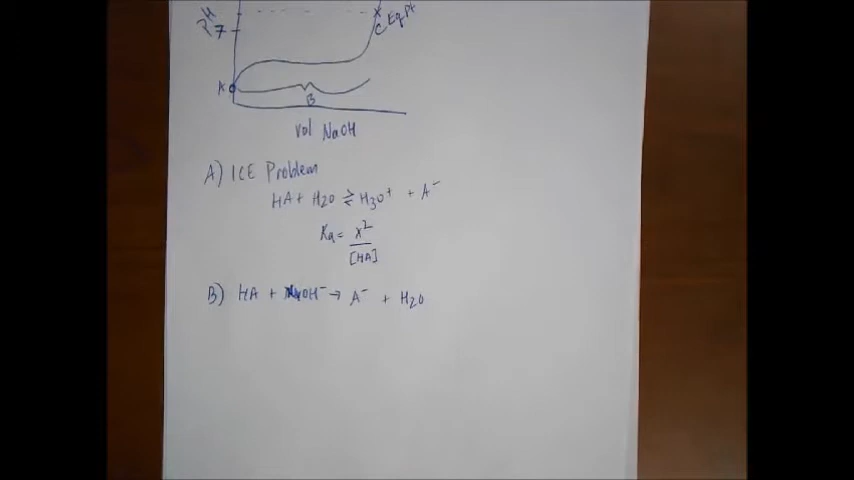 pH
7
C Eq Pt
A
B
Vol NaOH
A) ICE Problem
HA + H2O ⇌ H3O+ + A-
Ka = x²
[HA]
B) HA + OH- → A- + H2O